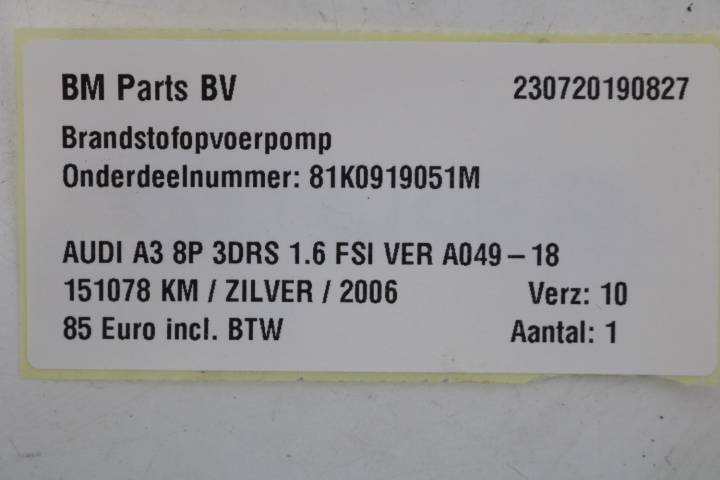 BM Parts BV 230720190827
Brandstofopvoerpomp
Onderdeelnummer: 81K0919051M
AUDI A3 8P 3DRS 1.6 FSI VER A049-18
151078 KM / ZILVER / 2006 Verz: 10
85 Euro incl. BTW Aantal: 1